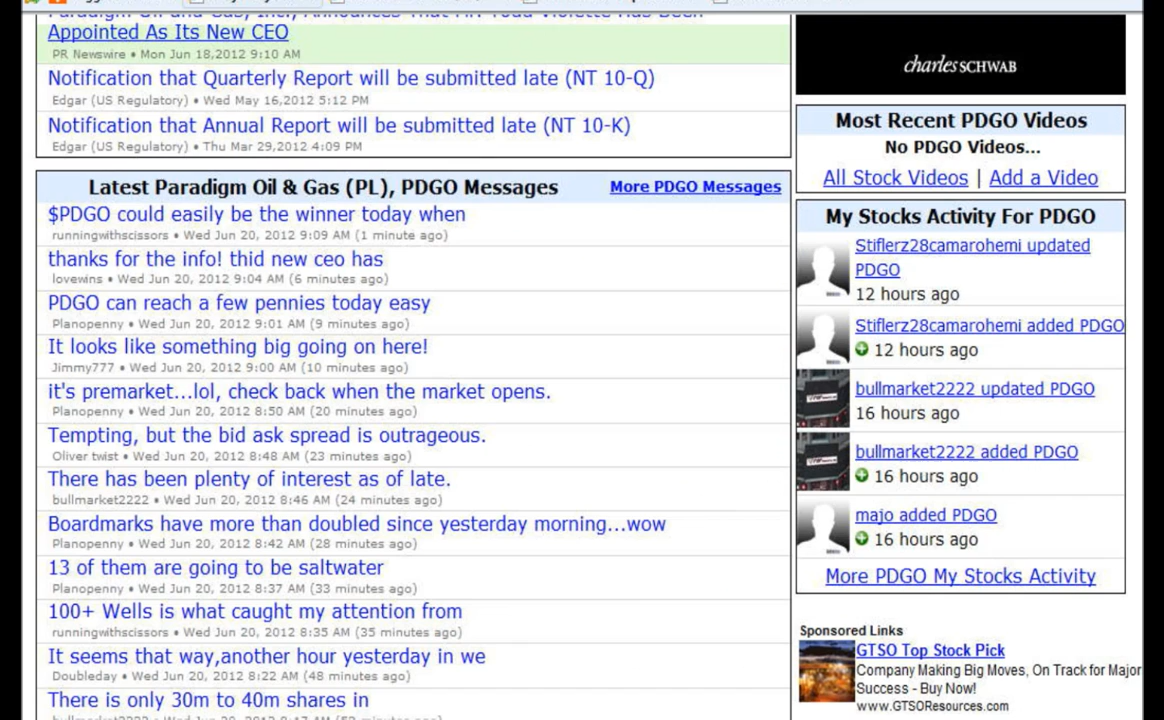 Paradigm Oil and Gas, Inc., Announces That Mr. Todd Violette Has Been
Appointed As Its New CEO
PR Newswire • Mon Jun 18,2012 9:10 AM
Notification that Quarterly Report will be submitted late (NT 10-Q)
Edgar (US Regulatory) • Wed May 16,2012 5:12 PM
Notification that Annual Report will be submitted late (NT 10-K)
Edgar (US Regulatory) • Thu Mar 29,2012 4:09 PM
Latest Paradigm Oil & Gas (PL), PDGO Messages More PDGO Messages
$PDGO could easily be the winner today when
runningwithscissors • Wed Jun 20, 2012 9:09 AM (1 minute ago)
thanks for the info! thid new ceo has
lovewins • Wed Jun 20, 2012 9:04 AM (6 minutes ago)
PDGO can reach a few pennies today easy
Planopenny • Wed Jun 20, 2012 9:01 AM (9 minutes ago)
It looks like something big going on here!
Jimmy777 • Wed Jun 20, 2012 9:00 AM (10 minutes ago)
it's premarket...lol, check back when the market opens.
Planopenny • Wed Jun 20, 2012 8:50 AM (20 minutes ago)
Tempting, but the bid ask spread is outrageous.
Oliver twist • Wed Jun 20, 2012 8:48 AM (23 minutes ago)
There has been plenty of interest as of late.
bullmarket2222 • Wed Jun 20, 2012 8:46 AM (24 minutes ago)
Boardmarks have more than doubled since yesterday morning...wow
Planopenny • Wed Jun 20, 2012 8:42 AM (28 minutes ago)
13 of them are going to be saltwater
Planopenny • Wed Jun 20, 2012 8:37 AM (33 minutes ago)
100+ Wells is what caught my attention from
runningwithscissors • Wed Jun 20, 2012 8:35 AM (35 minutes ago)
It seems that way,another hour yesterday in we
Doubleday • Wed Jun 20, 2012 8:22 AM (48 minutes ago)
There is only 30m to 40m shares in
charles SCHWAB
Most Recent PDGO Videos
No PDGO Videos...
All Stock Videos | Add a Video
My Stocks Activity For PDGO
Stiflerz28camarohemi updated
PDGO
12 hours ago
Stiflerz28camarohemi added PDGO
12 hours ago
bullmarket2222 updated PDGO
16 hours ago
bullmarket2222 added PDGO
16 hours ago
majo added PDGO
16 hours ago
More PDGO My Stocks Activity
Sponsored Links
GTSO Top Stock Pick
Company Making Big Moves, On Track for Major
Success - Buy Now!
www.GTSOResources.com